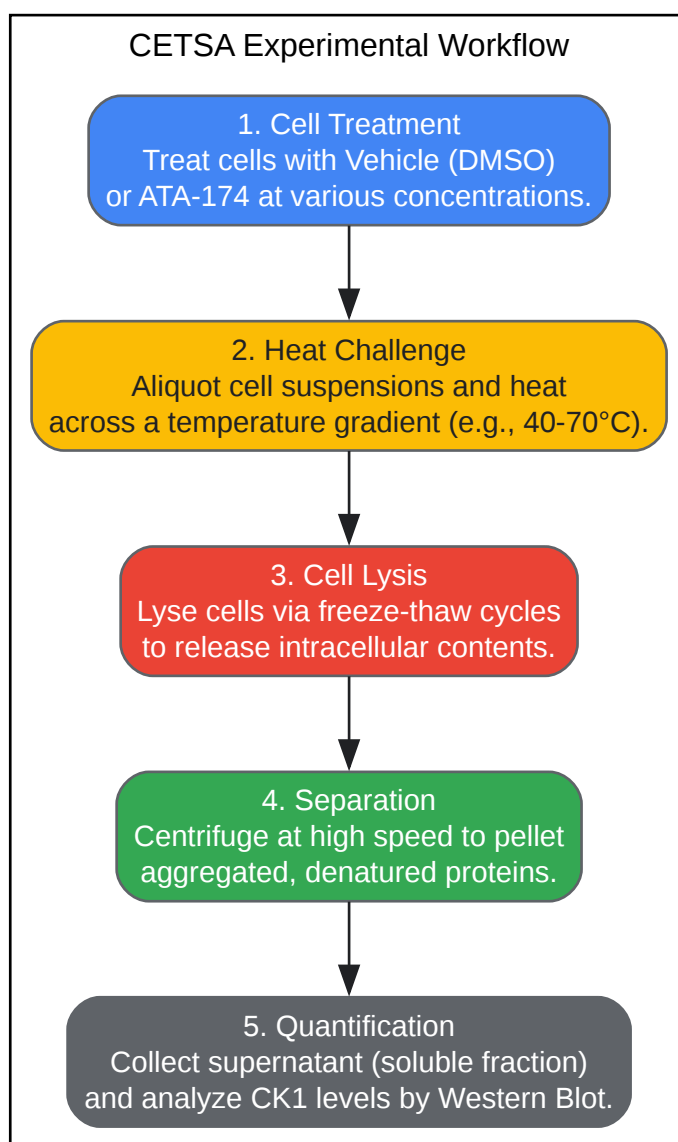 CETSA Experimental Workflow
1. Cell Treatment
Treat cells with Vehicle (DMSO)
or ATA-174 at various concentrations.
2. Heat Challenge
Aliquot cell suspensions and heat
across a temperature gradient (e.g., 40-70°C).
3. Cell Lysis
Lyse cells via freeze-thaw cycles
to release intracellular contents.
4. Separation
Centrifuge at high speed to pellet
aggregated, denatured proteins.
5. Quantification
Collect supernatant (soluble fraction)
and analyze CK1 levels by Western Blot.